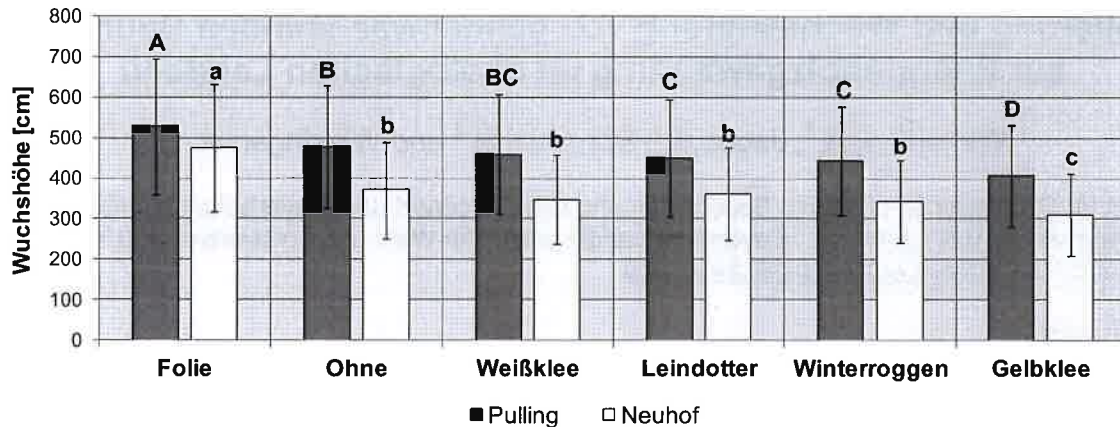 800
700
600
500
400
300
200
100
0
Wuchshöhe [cm]
A a B b BC b C b C b D c
Folie Ohne Weißklee Leindotter Winterroggen Gelbklee
Pulling Neuhof